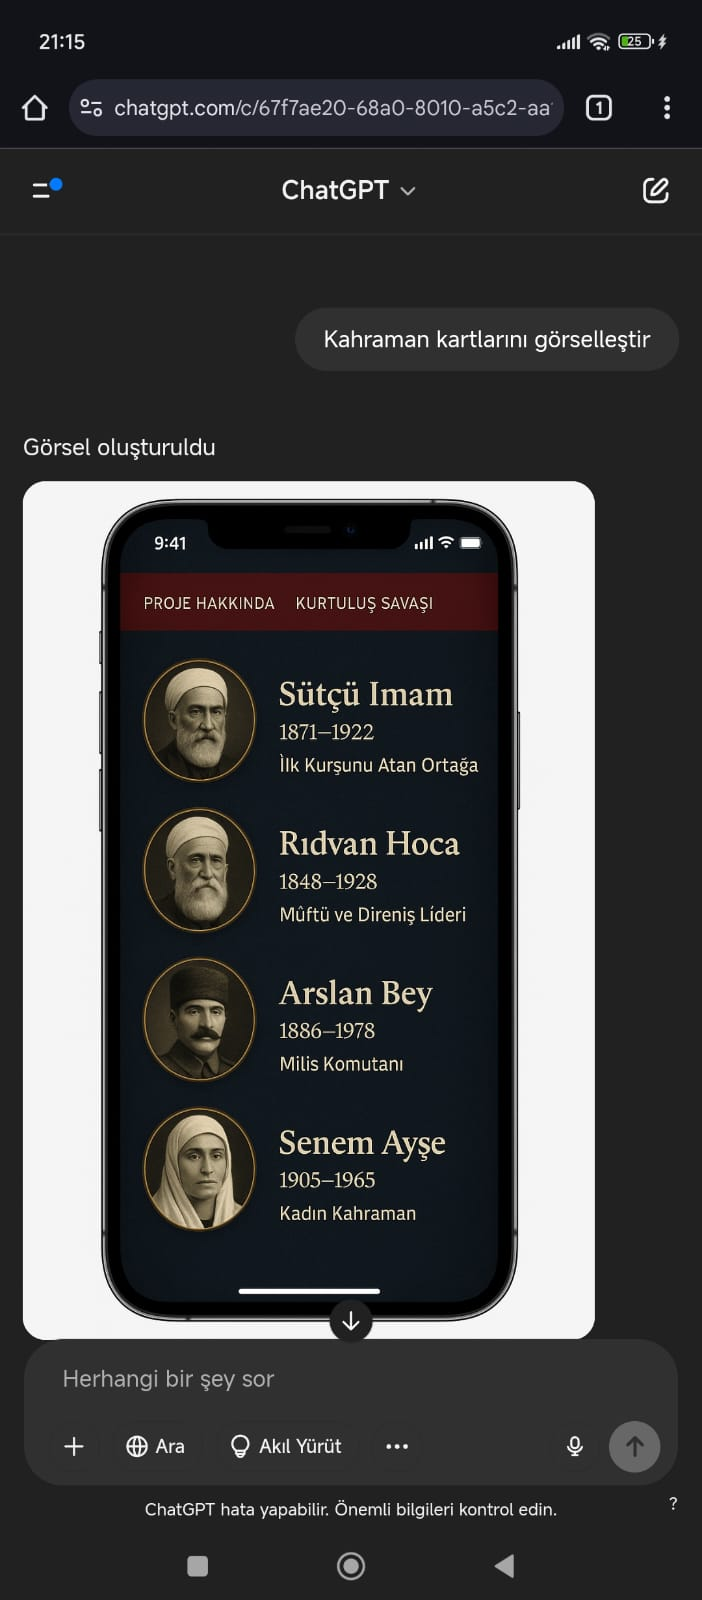 21:15
25
chatgpt.com/c/67f7ae20-68a0-8010-a5c2-aa
1
ChatGPT
Kahraman kartlarını görselleştir
Görsel oluşturuldu
9:41
PROJE HAKKINDA KURTULUŞ SAVAŞI
Sütçü Imam
1871–1922
İlk Kurşunu Atan Ortağa
Rıdvan Hoca
1848–1928
Mûftü ve Direniş Líderi
Arslan Bey
1886–1978
Milis Komutanı
Senem Ayşe
1905–1965
Kadın Kahraman
Herhangi bir şey sor
Ara
Akıl Yürüt
ChatGPT hata yapabilir. Önemli bilgileri kontrol edin.
?